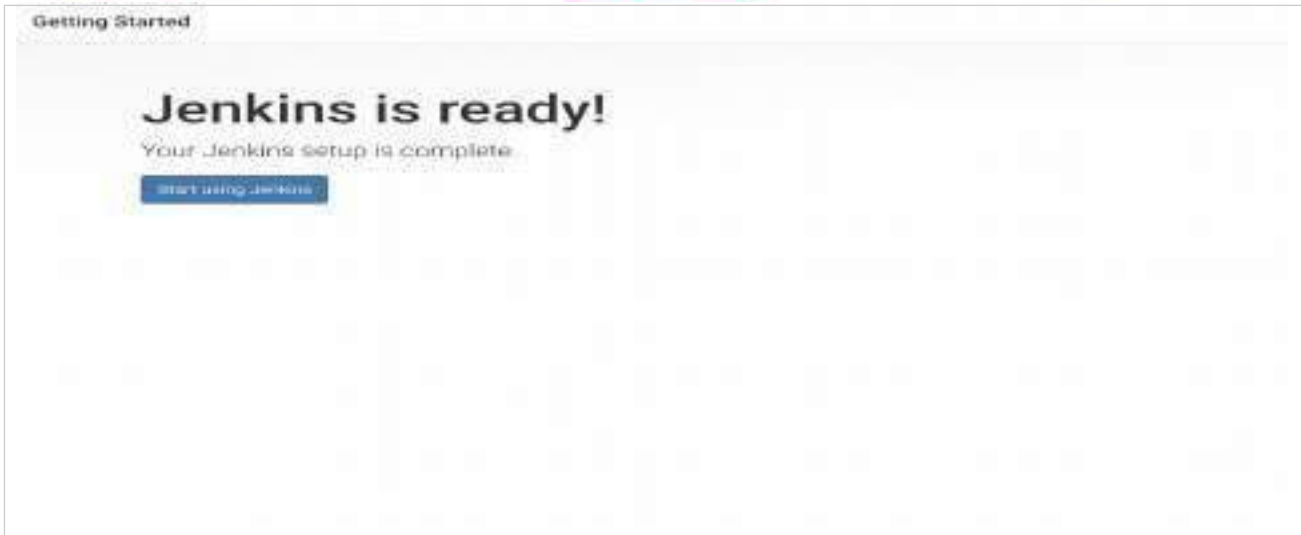 Getting Started
Jenkins is ready!
Your Jenkins setup is complete.
Start using Jenkins